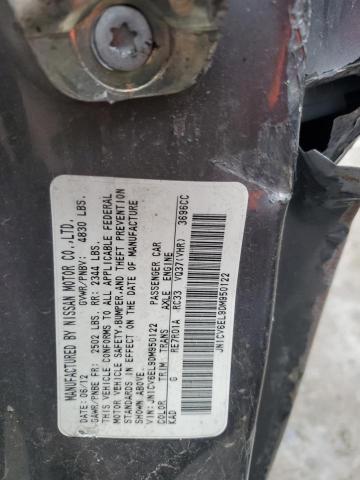 MANUFACTURED BY NISSAN MOTOR CO.,LTD.
DATE: 06/12 GVWR/PNBV: 4830 LBS.
GAWR/PNBE FR: 2502 LBS. RR: 2344 LBS.
THIS VEHICLE CONFORMS TO ALL APPLICABLE FEDERAL
MOTOR VEHICLE SAFETY, BUMPER, AND THEFT PREVENTION
STANDARDS IN EFFECT ON THE DATE OF MANUFACTURE
SHOWN ABOVE.
VIN: JN1CV6EL9DM950122 PASSENGER CAR
COLOR TRIM TRANS AXLE ENGINE
KAD G RE7R01A RC33 VQ37(VHR) 3696CC
JN1CV6EL9DM950122